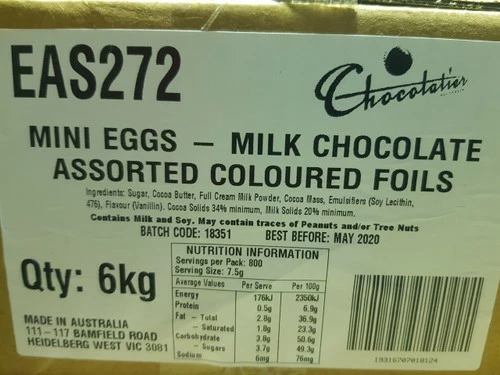 EAS272
Chocolatier
MINI EGGS – MILK CHOCOLATE
ASSORTED COLOURED FOILS
Ingredients: Sugar, Cocoa Butter, Full Cream Milk Powder, Cocoa Mass, Emulsifiers (Soy Lecithin,
476), Flavour (Vanillin). Cocoa Solids 34% minimum, Milk Solids 20% minimum.
Contains Milk and Soy. May contain traces of Peanuts and/or Tree Nuts
BATCH CODE: 18351 BEST BEFORE: MAY 2020
Qty: 6kg
MADE IN AUSTRALIA
111-117 BAMFIELD ROAD
HEIDELBERG WEST VIC 3081
NUTRITION INFORMATION
Servings per Pack: 800
Serving Size: 7.5g
Average Values Per Serve Per 100g
Energy 176kJ 2350kJ
Protein 0.5g 6.9g
Fat - Total 2.8g 36.9g
- Saturated 1.8g 23.3g
Carbohydrate 3.8g 50.6g
- Sugars 3.7g 49.3g
Sodium 6mg 76mg
19316707018124